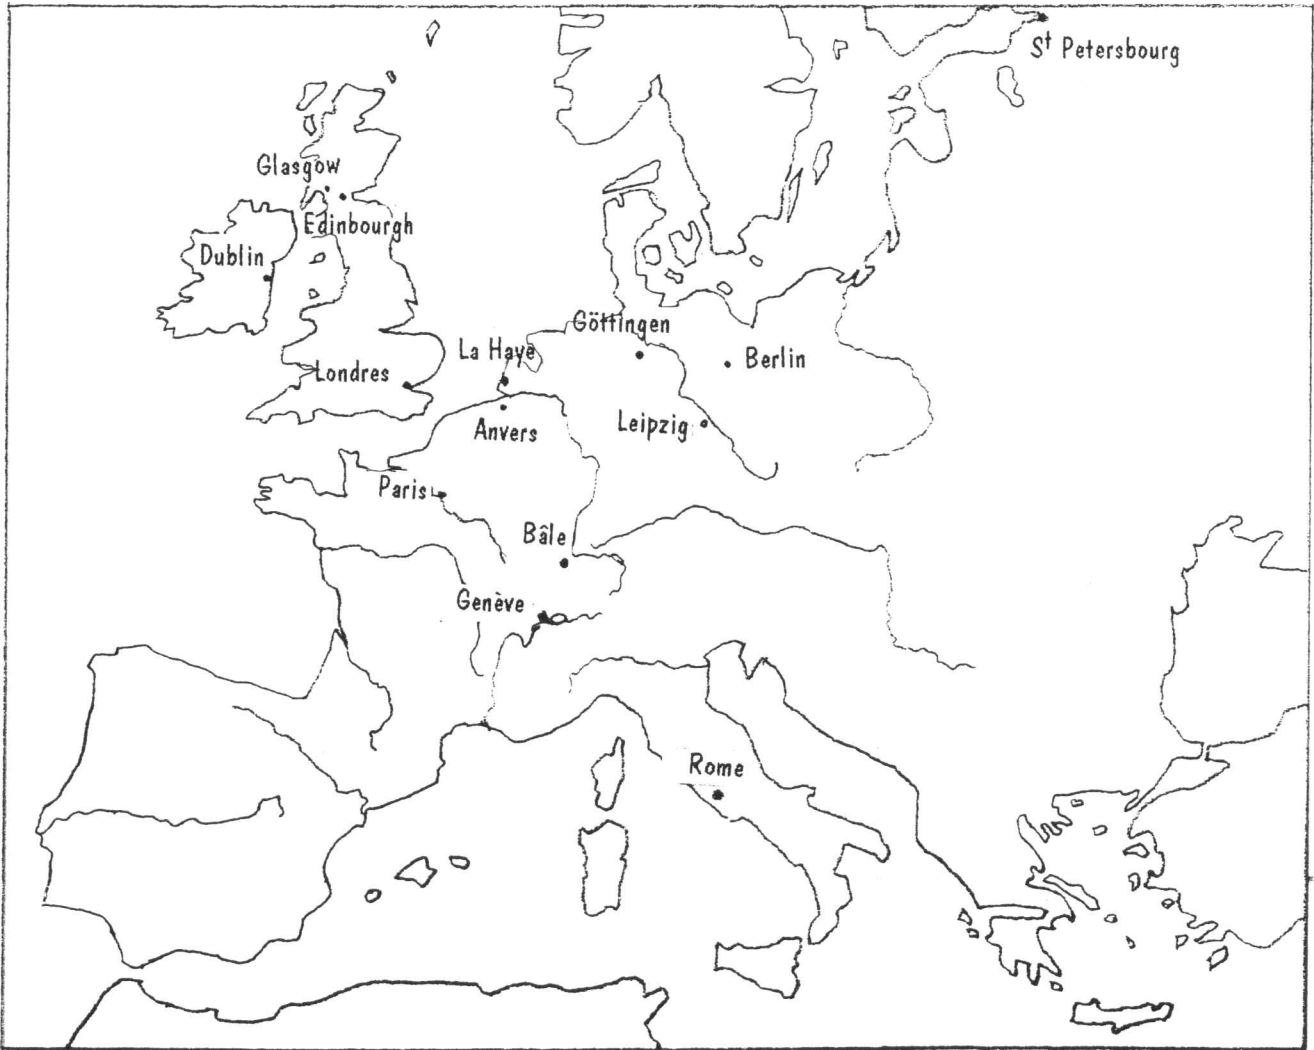 St Petersbourg
Glasgow
Edinbourgh
Dublin
Göttingen
La Haye
Berlin
Londres
Leipzig
Anvers
Paris
Bâle
Genève
Rome